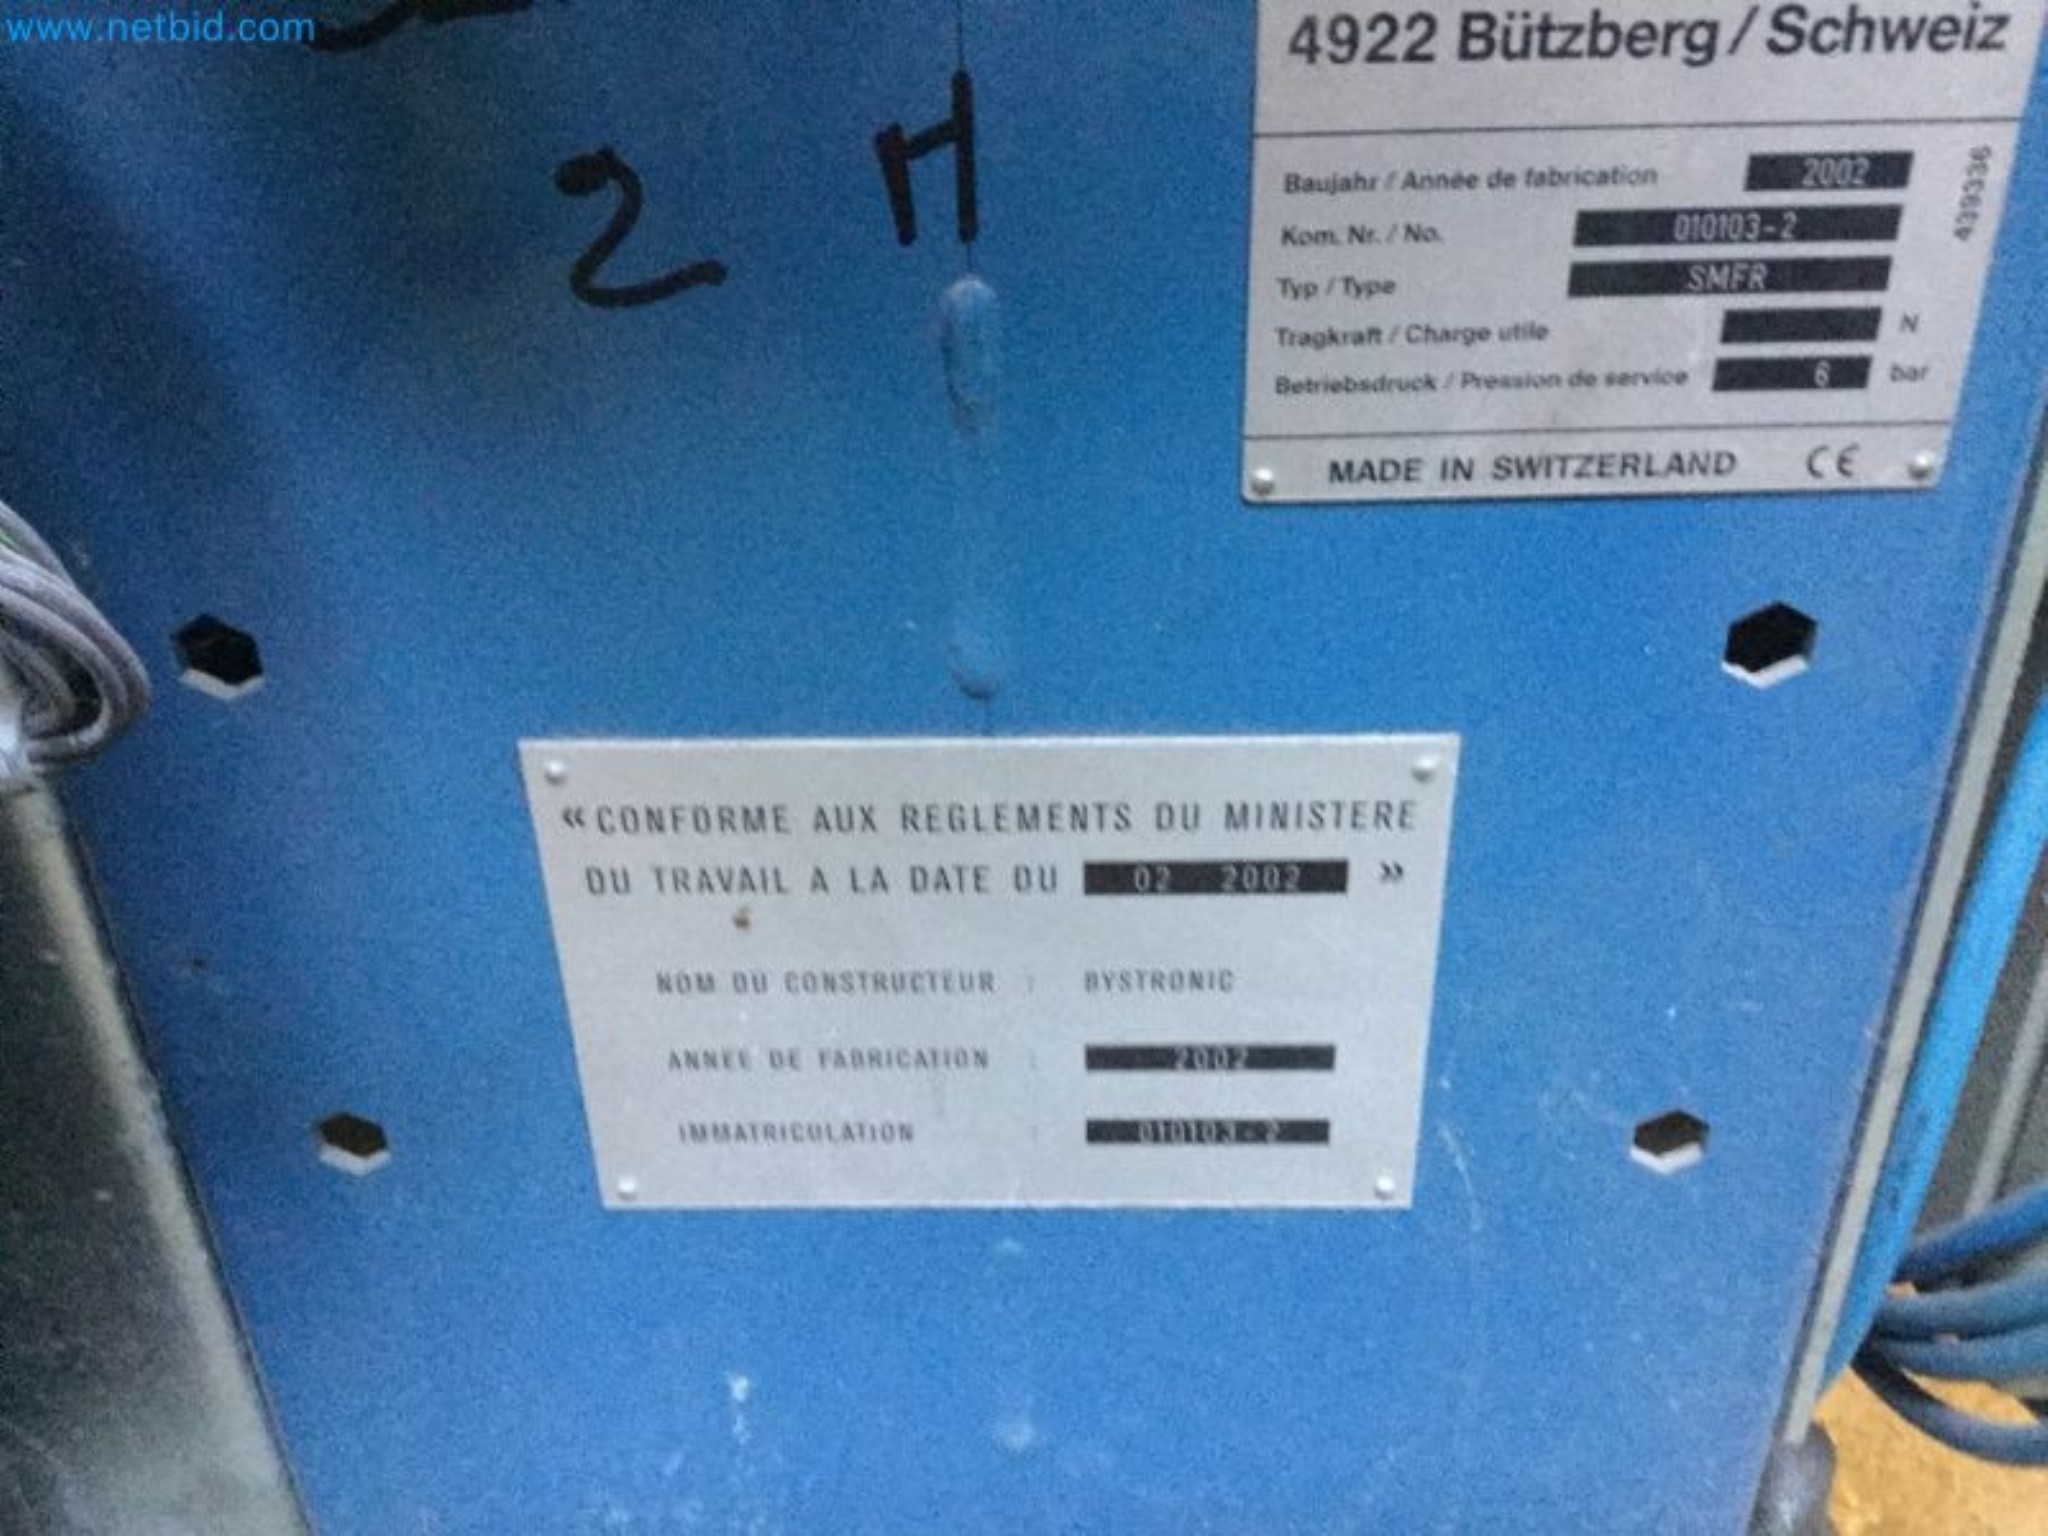 www.netbid.com
4922 Bützberg / Schweiz
Baujahr / Année de fabrication 2002
Kom. Nr. / No. 010103-2
Typ / Type SMFR
Tragkraft / Charge utile N
Betriebsdruck / Pression de service 6 bar
439336
MADE IN SWITZERLAND CE
2 H
« CONFORME AUX REGLEMENTS DU MINISTERE
DU TRAVAIL A LA DATE DU 02 2002 »
NOM DU CONSTRUCTEUR : BYSTRONIC
ANNEE DE FABRICATION : 2002
IMMATRICULATION : 010103-2